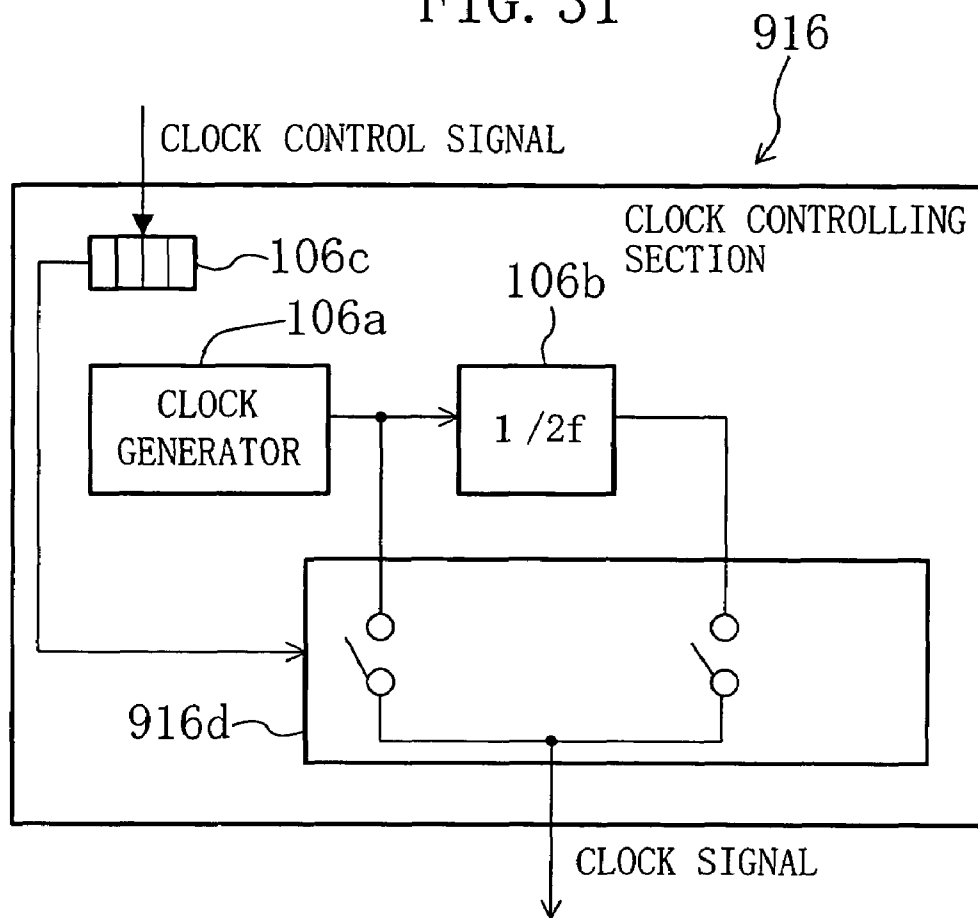 FIG. 31
916
CLOCK CONTROL SIGNAL
CLOCK CONTROLLING
SECTION
106c
106b
106a
CLOCK
GENERATOR
1/2f
916d
CLOCK SIGNAL